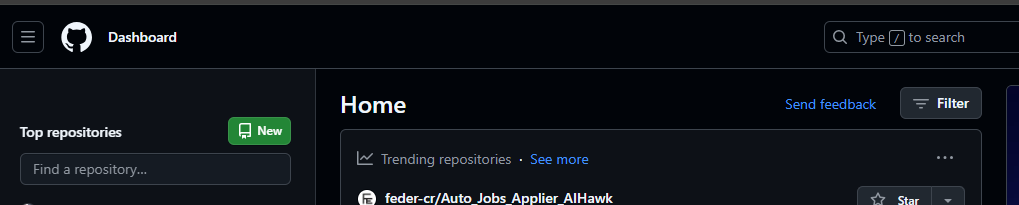 Dashboard
Type / to search
Top repositories
New
Find a repository...
Home
Send feedback
Filter
Trending repositories · See more
feder-cr/Auto_Jobs_Applier_AIHawk
Star